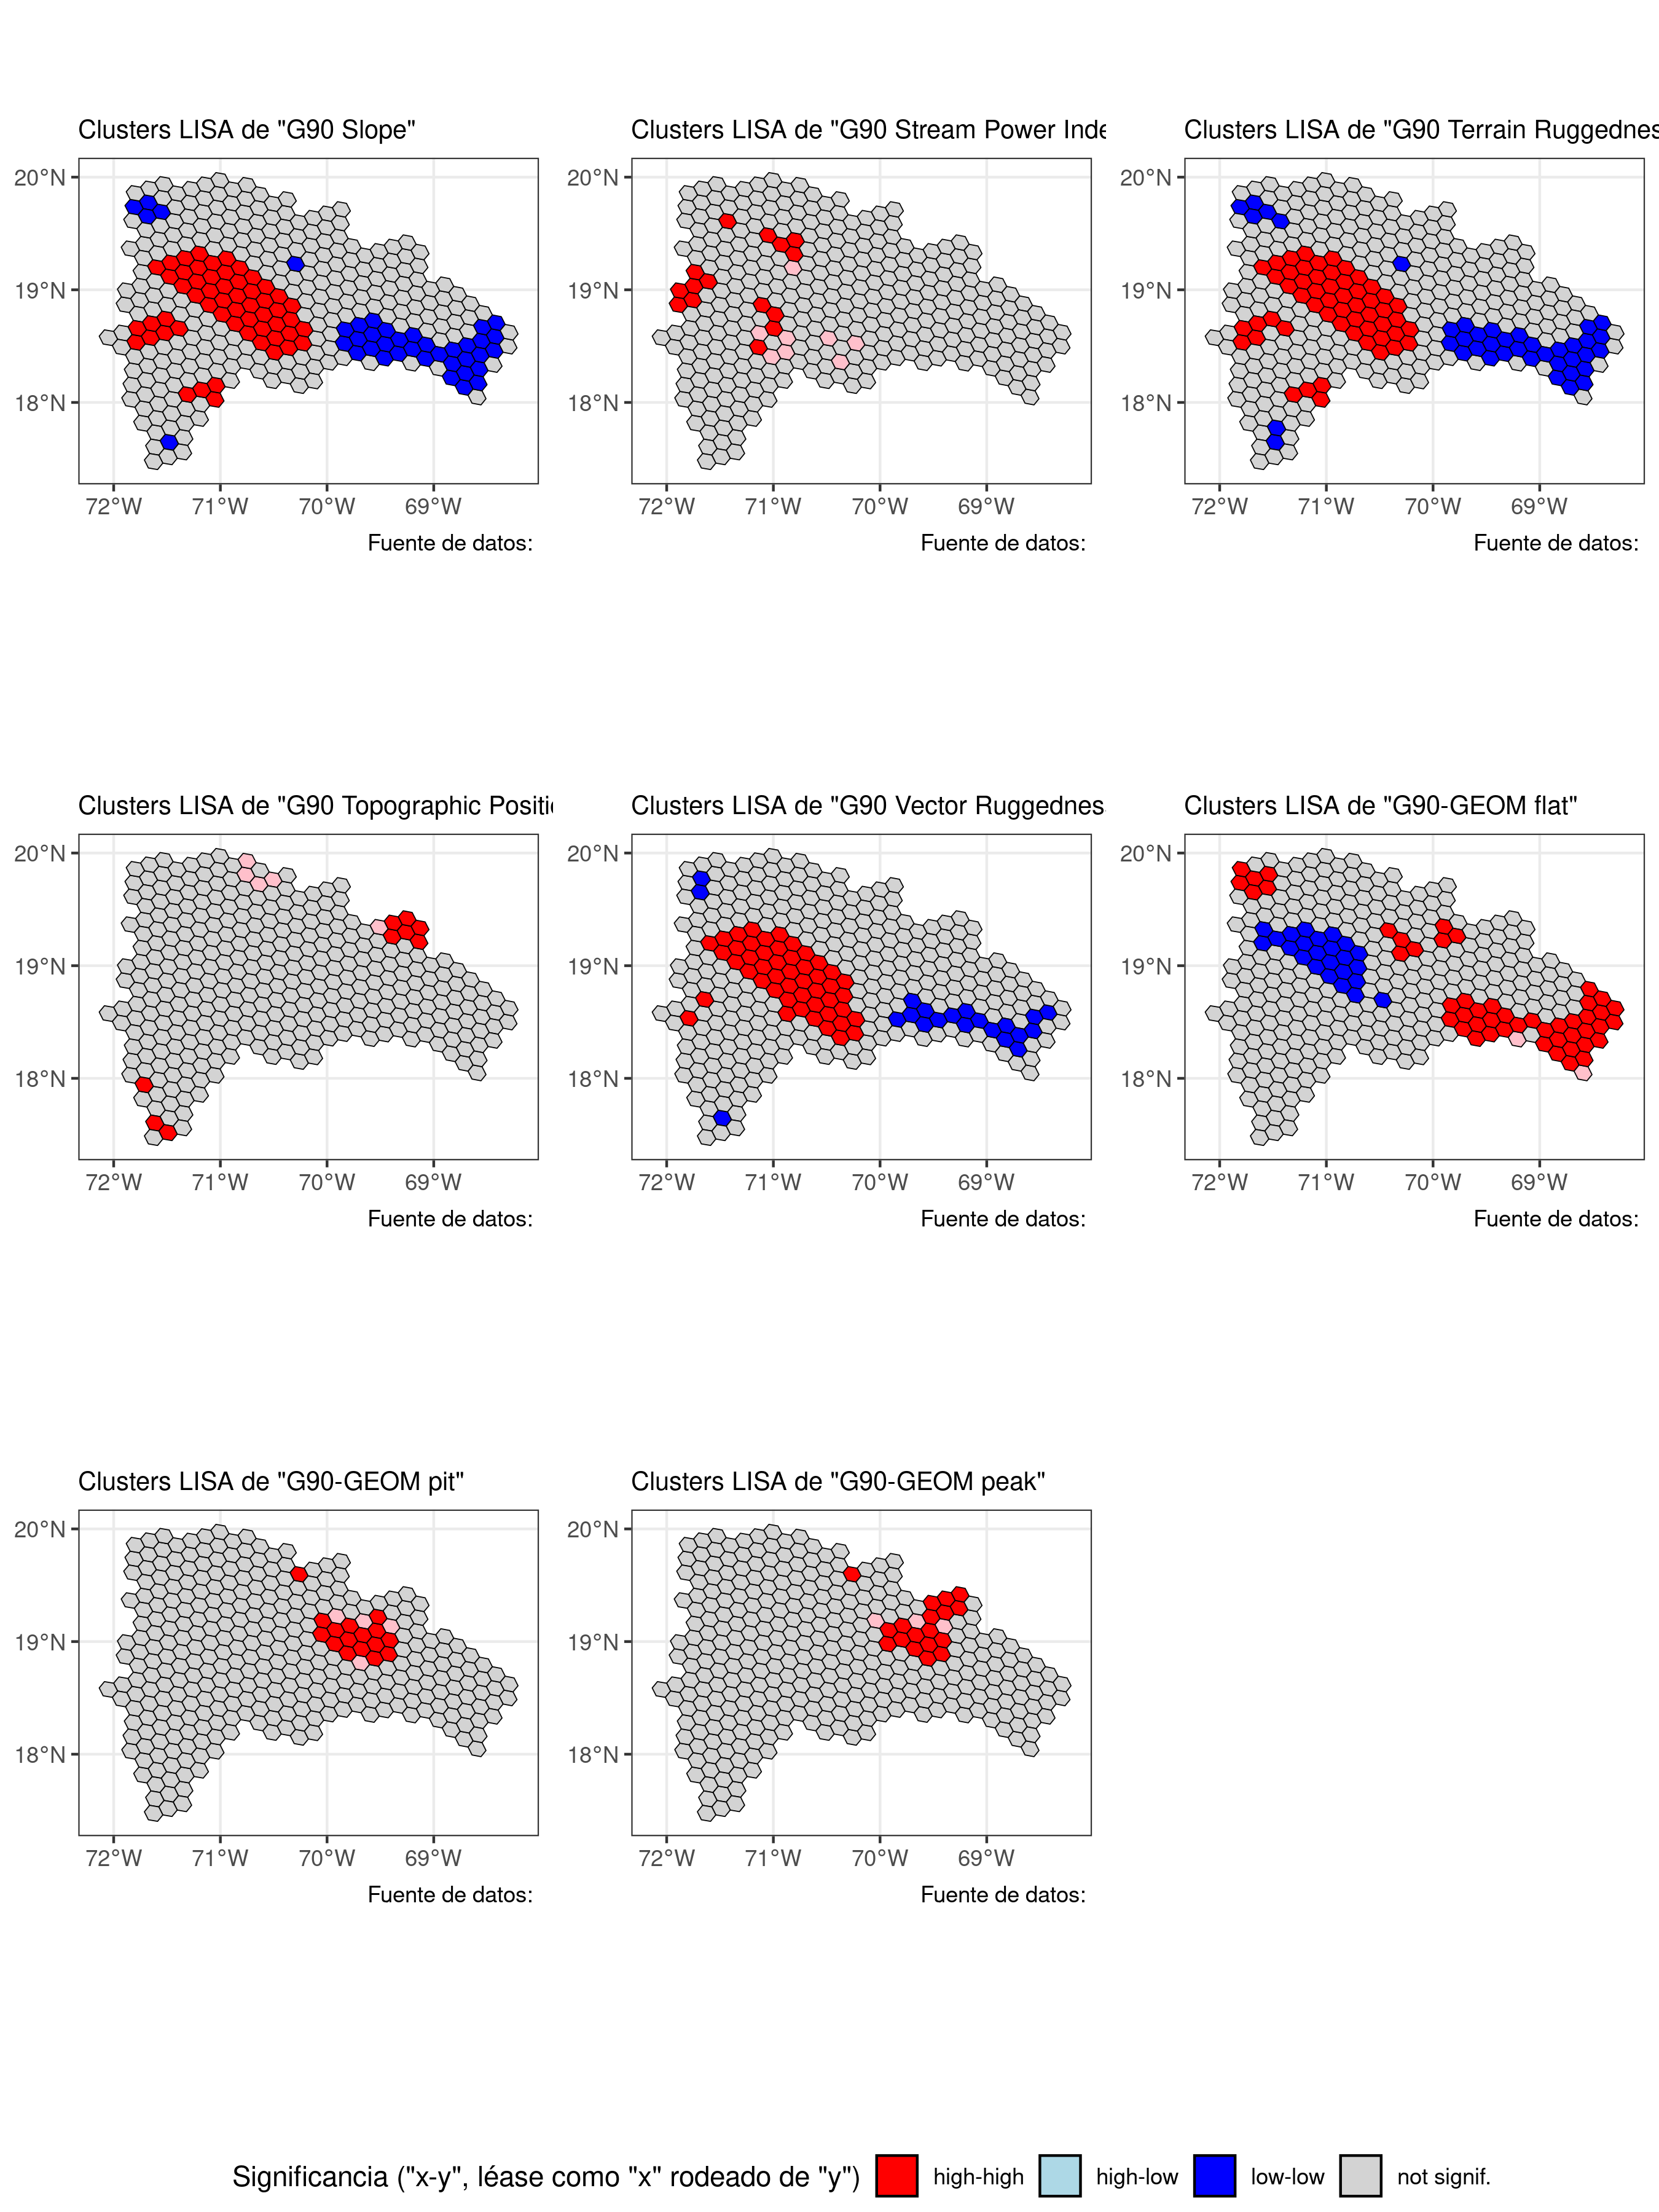 Clusters LISA de "G90 Slope"
Clusters LISA de "G90 Stream Power Inde
Clusters LISA de "G90 Terrain Ruggednes
20°N
19°N
18°N
72°W 71°W 70°W 69°W
Fuente de datos:
20°N
19°N
18°N
72°W 71°W 70°W 69°W
Fuente de datos:
20°N
19°N
18°N
72°W 71°W 70°W 69°W
Fuente de datos:
Clusters LISA de "G90 Topographic Positi
Clusters LISA de "G90 Vector Ruggednes
Clusters LISA de "G90-GEOM flat"
20°N
19°N
18°N
72°W 71°W 70°W 69°W
Fuente de datos:
20°N
19°N
18°N
72°W 71°W 70°W 69°W
Fuente de datos:
20°N
19°N
18°N
72°W 71°W 70°W 69°W
Fuente de datos:
Clusters LISA de "G90-GEOM pit"
Clusters LISA de "G90-GEOM peak"
20°N
19°N
18°N
72°W 71°W 70°W 69°W
Fuente de datos:
20°N
19°N
18°N
72°W 71°W 70°W 69°W
Fuente de datos:
Significancia ("x-y", léase como "x" rodeado de "y") high-high high-low low-low not signif.